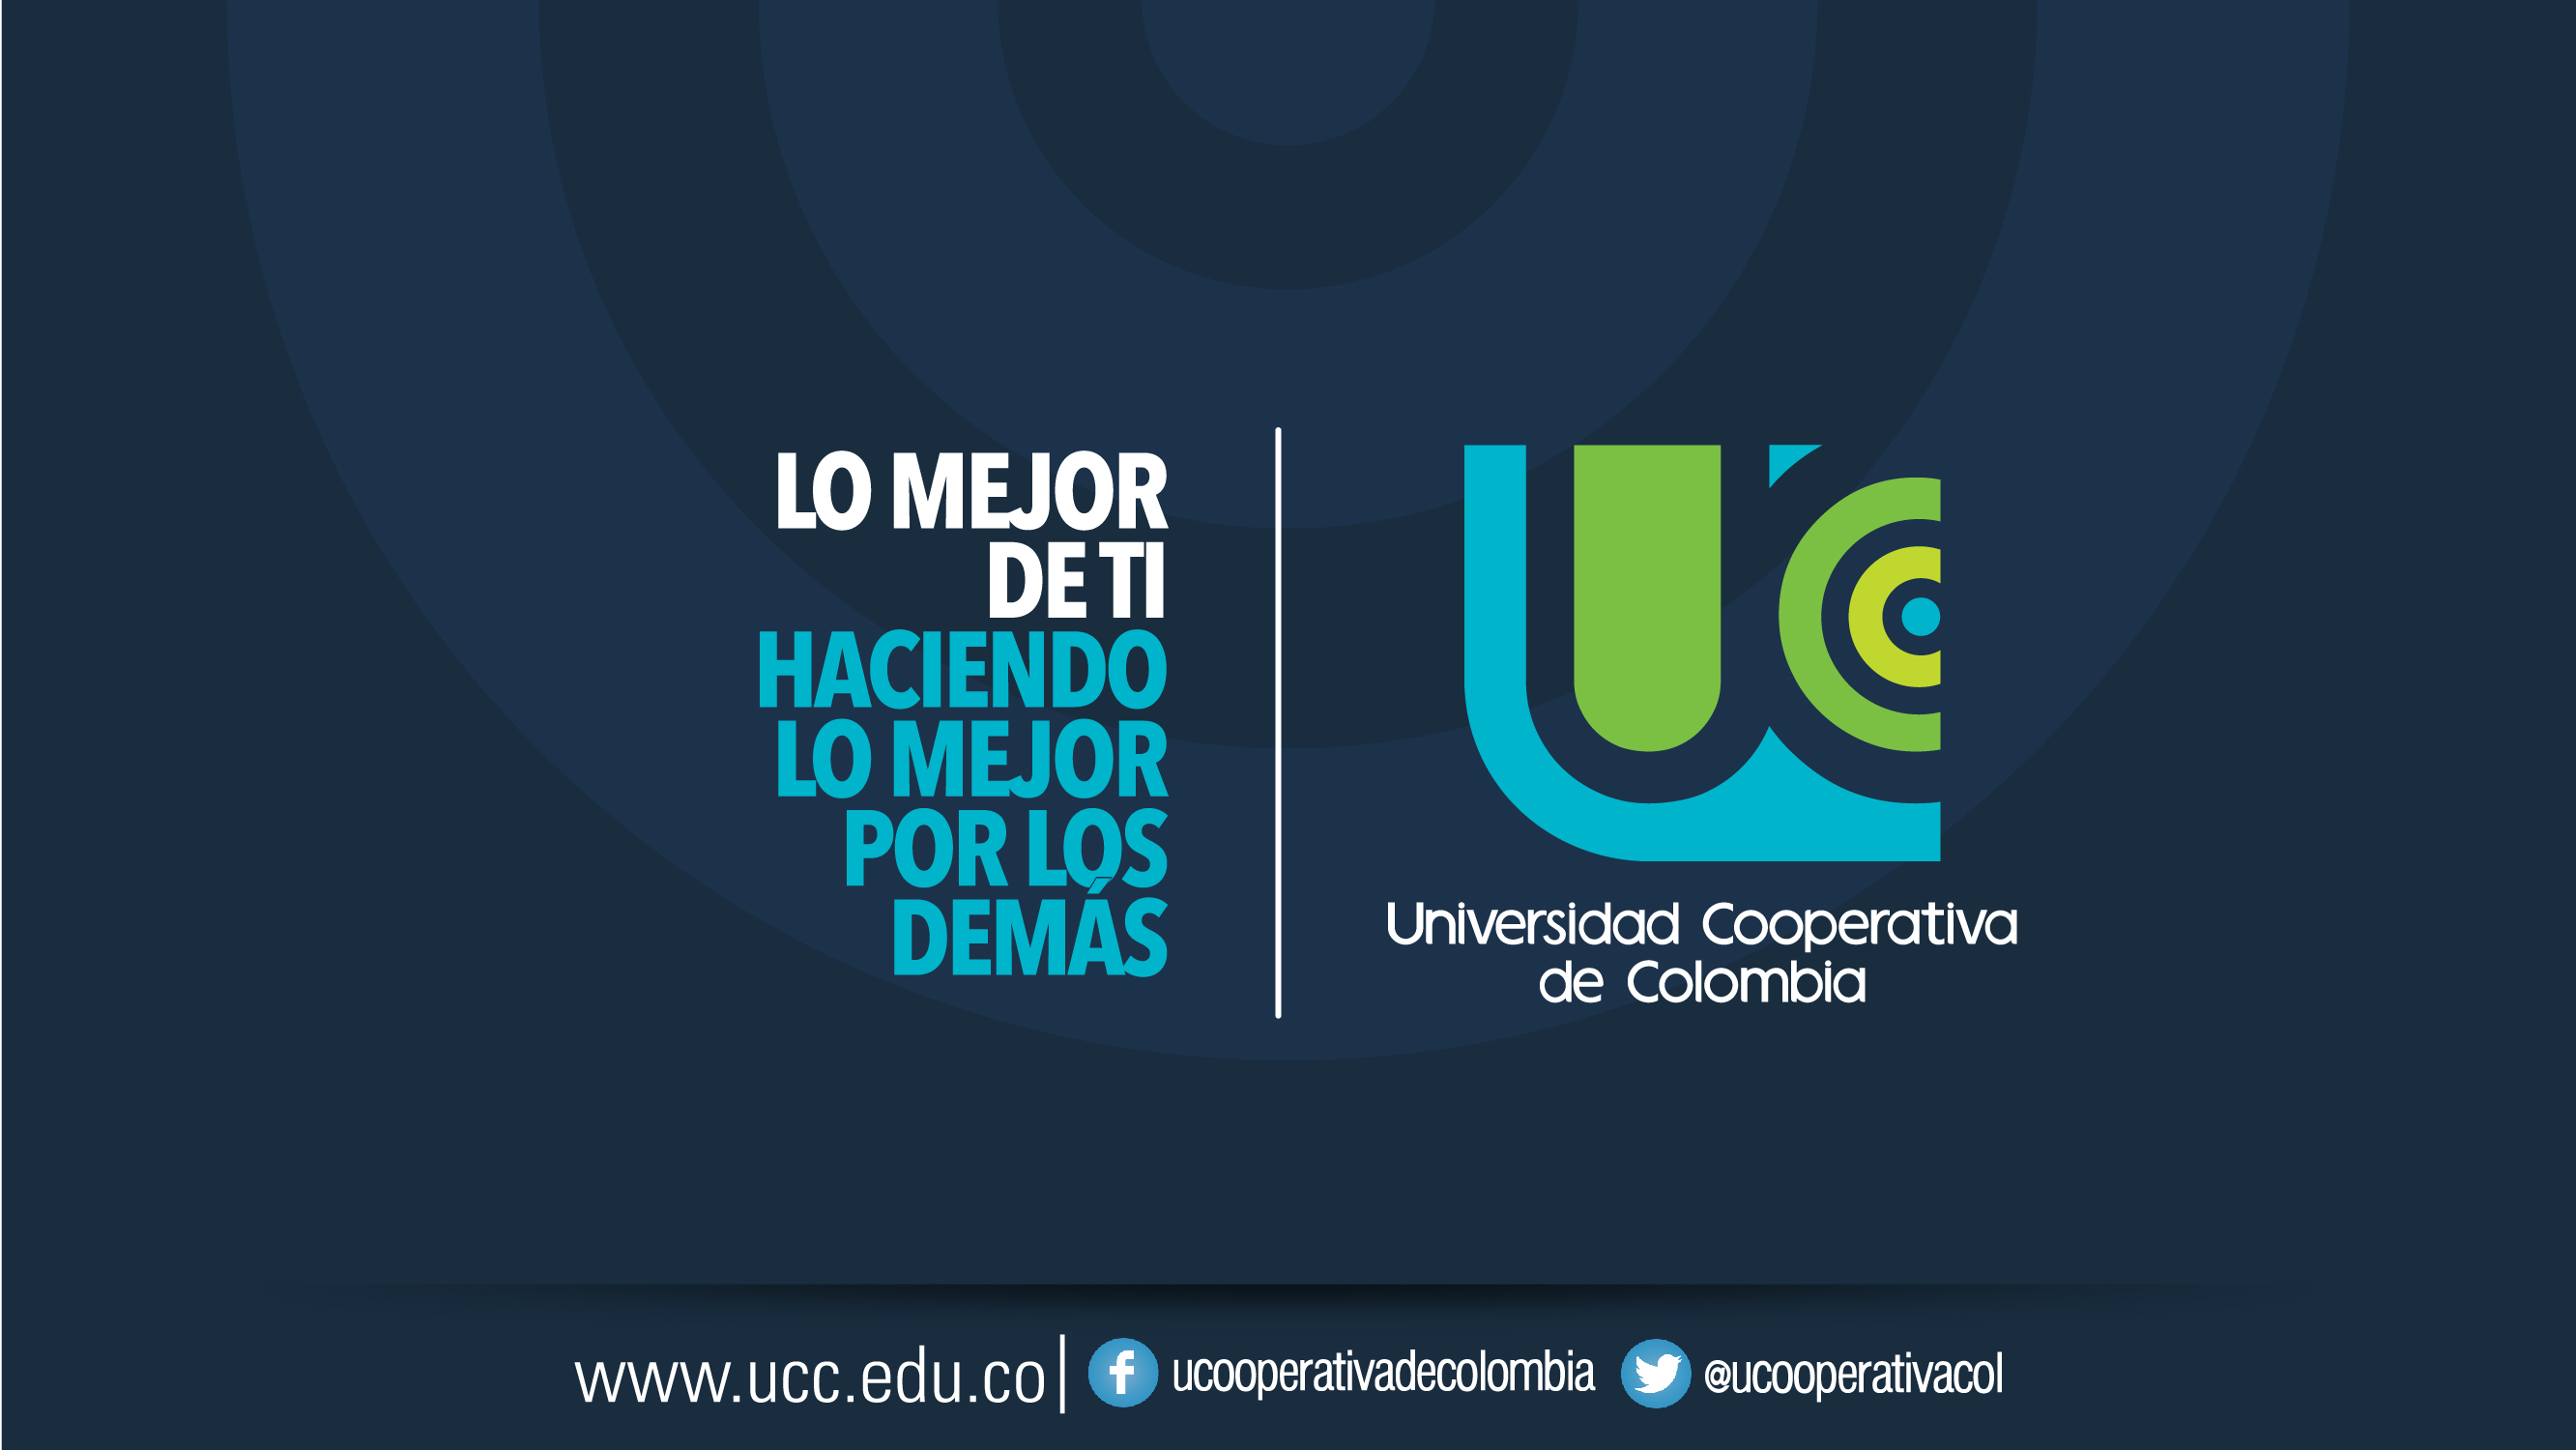 LO MEJOR
DE TI
HACIENDO
LO MEJOR
POR LOS
DEMÁS
UCC
Universidad Cooperativa
de Colombia
www.ucc.edu.co
ucooperativadecolombia
@ucooperativacol